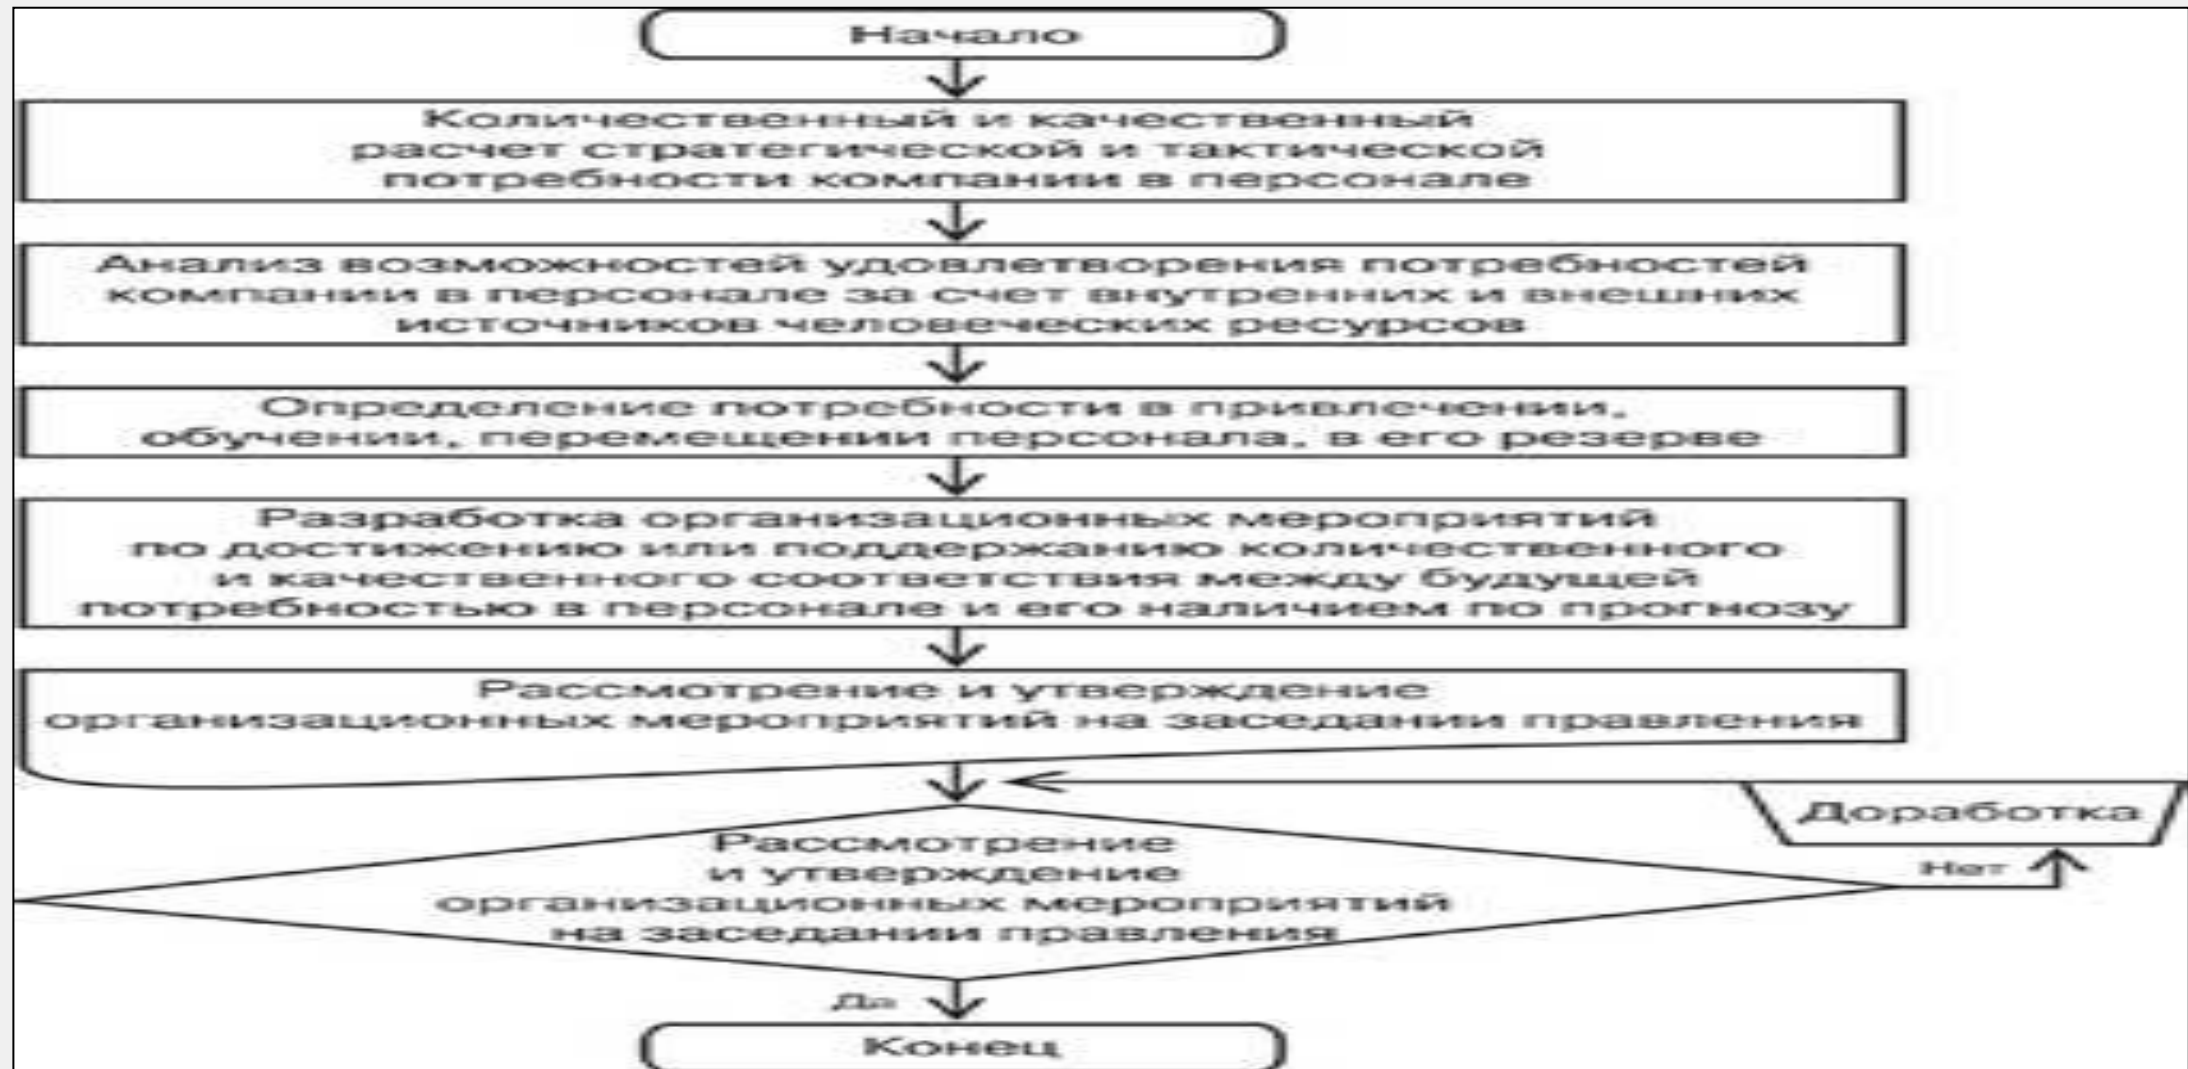 Начало
Количественный и качественный
расчет стратегической и тактической
потребности компании в персонале
Анализ возможностей удовлетворения потребностей
компании в персонале за счет внутренних и внешних
источников человеческих ресурсов
Определение потребности в привлечении,
обучении, перемещении персонала, в его резерве
Разработка организационных мероприятий
по достижению или поддержанию количественного
и качественного соответствия между будущей
потребностью в персонале и его наличием по прогнозу
Рассмотрение и утверждение
организационных мероприятий на заседании правления
Доработка
Рассмотрение
и утверждение
организационных мероприятий
на заседании правления
Нет
Да
Конец